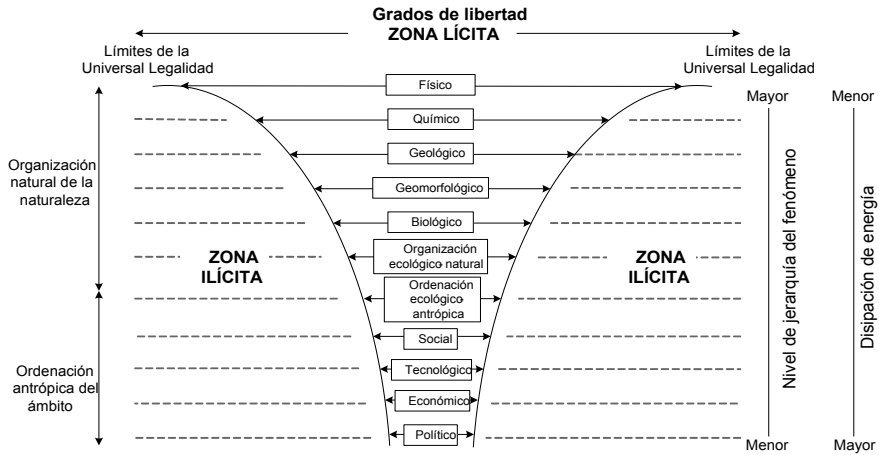 Grados de libertad
ZONA LÍCITA
Límites de la
Universal Legalidad
Límites de la
Universal Legalidad
Físico
Mayor
Menor
Químico
Geológico
Organización
natural de la
naturaleza
Geomorfológico
Biológico
Organización
ecológico-natural
ZONA
ILÍCITA
ZONA
ILÍCITA
Ordenación
ecológico-
antrópica
Social
Ordenación
antrópica del
ámbito
Tecnológico
Económico
Político
Nivel de jerarquía del fenómeno
Disipación de energía
Menor
Mayor